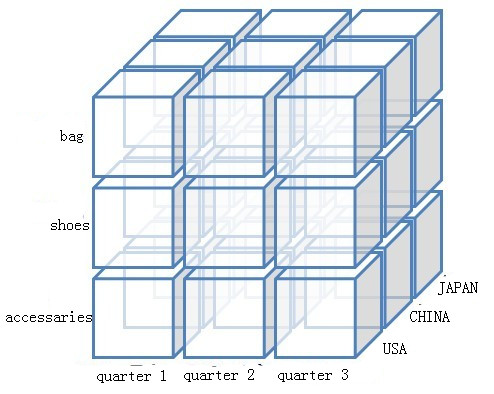 bag
shoes
accessaries
JAPAN
CHINA
USA
quarter 1
quarter 2
quarter 3